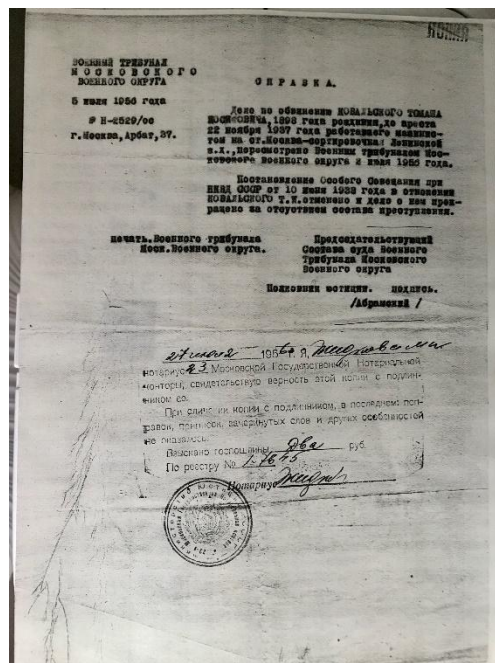 КОПИЯ
ВОЕННЫЙ ТРИБУНАЛ
МОСКОВСКОГО
ВОЕННОГО ОКРУГА
5 июля 1956 года
№ Н-2529/ос
г.Москва, Арбат, 37.
СПРАВКА.
Дело по обвинению КОВАЛЬСКОГО ТОМАША
ИОСИФОВИЧА, 1898 года рождения, до ареста
22 ноября 1937 года работавшего машинис-
том на ст.Москва-сортировочная Ленинской
ж.д., пересмотрено Военным трибуналом Мос-
ковского военного округа июля 1956 года.
Постановление Особого Совещания при
НКВД СССР от 10 июня 1938 года в отношении
КОВАЛЬСКОГО Т.И. отменено и дело о нем прек-
ращено за отсутствием состава преступления.
печать. Военного трибунала
Моск. Военного округа.
Председательствующий
Состава суда Военного
Трибунала Московского
Военного округа
Полковник юстиции. подпись.
/Абрамский/
27 июля 1956 г. Я,
нотариус 23 Московской Государственной Нотариальной
конторы, свидетельствую верность этой копии с подлин-
ником ее.
При сличении копии с подлинником, в последнем поп-
равок, приписок, зачеркнутых слов и других особенностей
не оказалось.
Взыскано госпошлины Два руб.
По реестру №
Нотариус